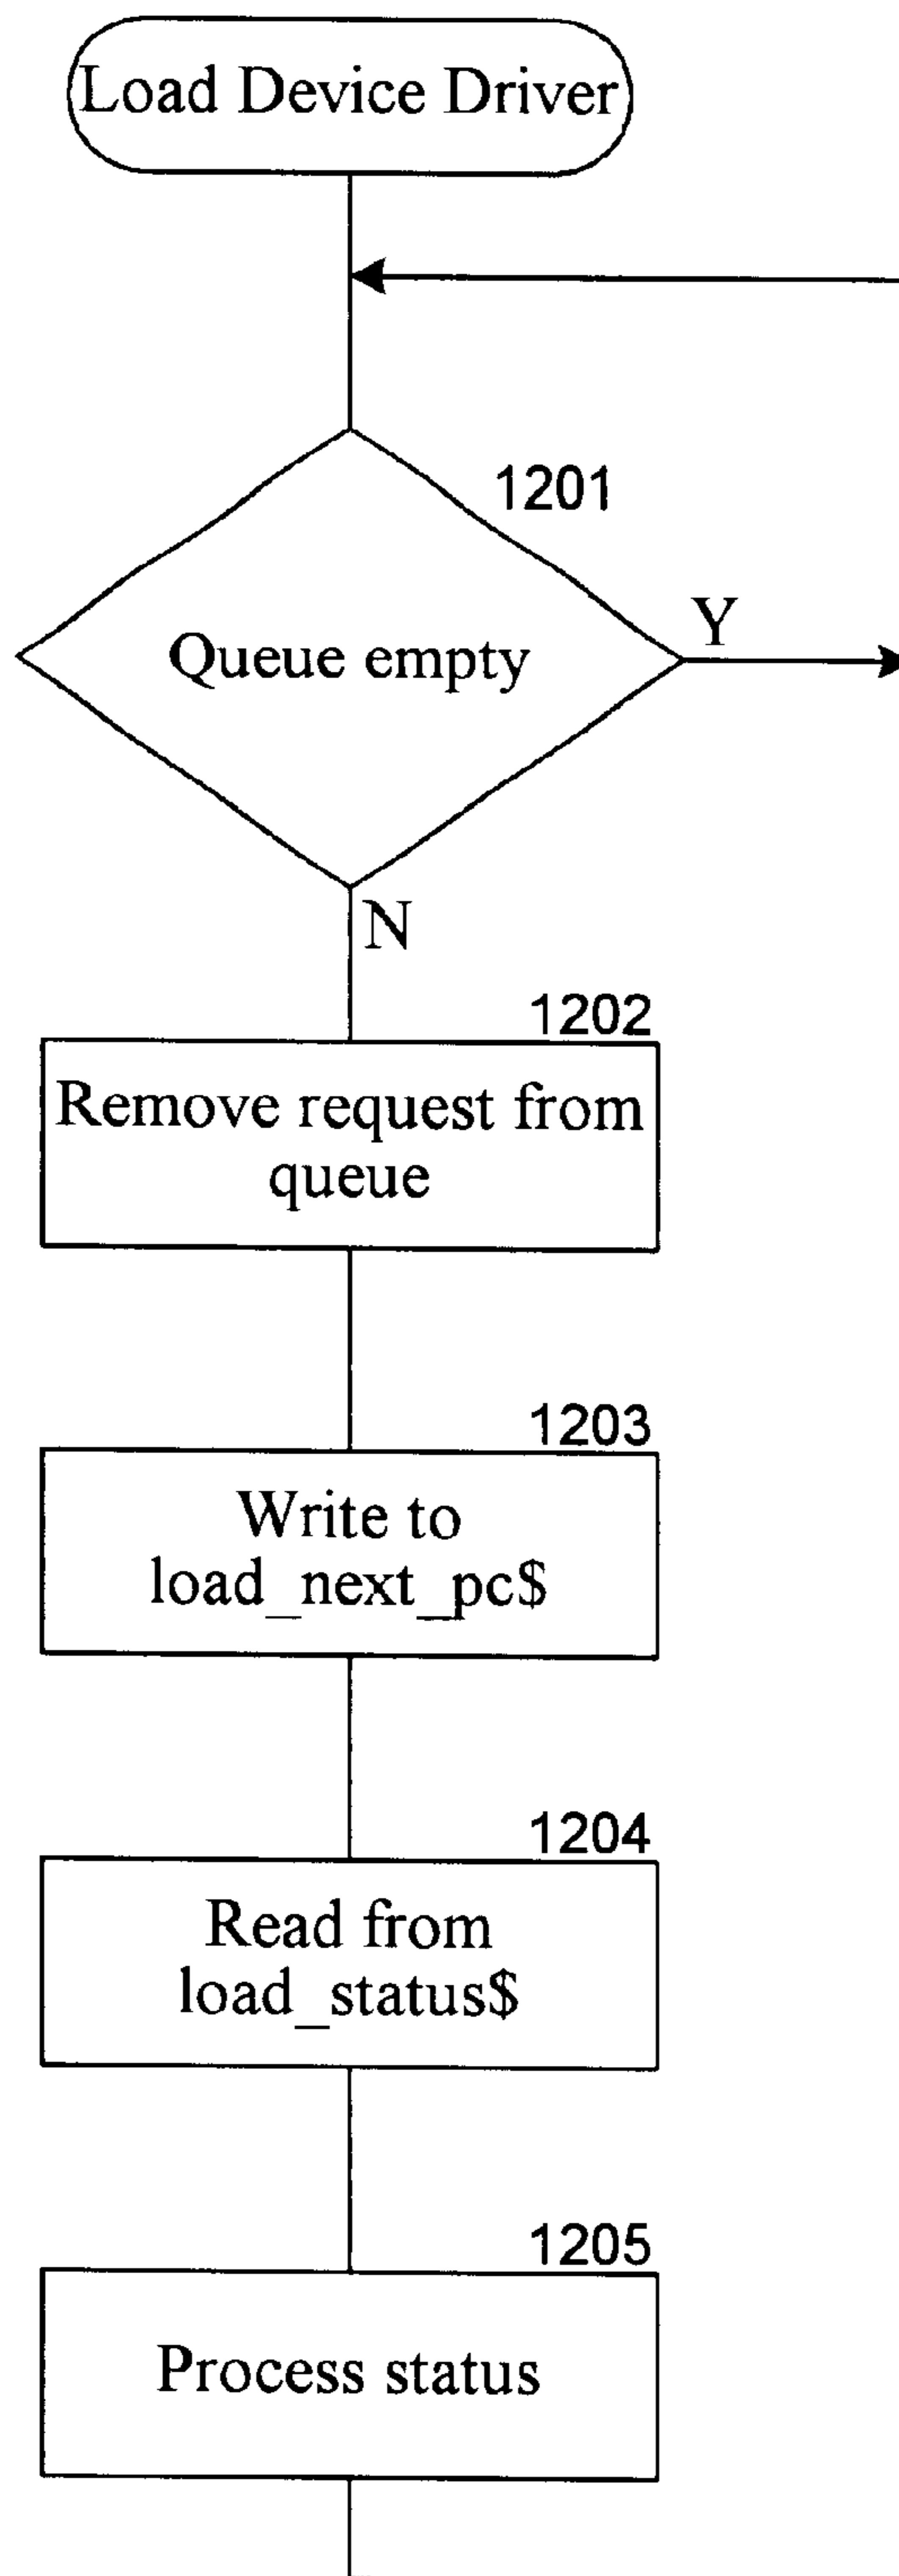 Load Device Driver
1201
Queue empty
Y
N
1202
Remove request from
queue
1203
Write to
load_next_pc$
1204
Read from
load_status$
1205
Process status